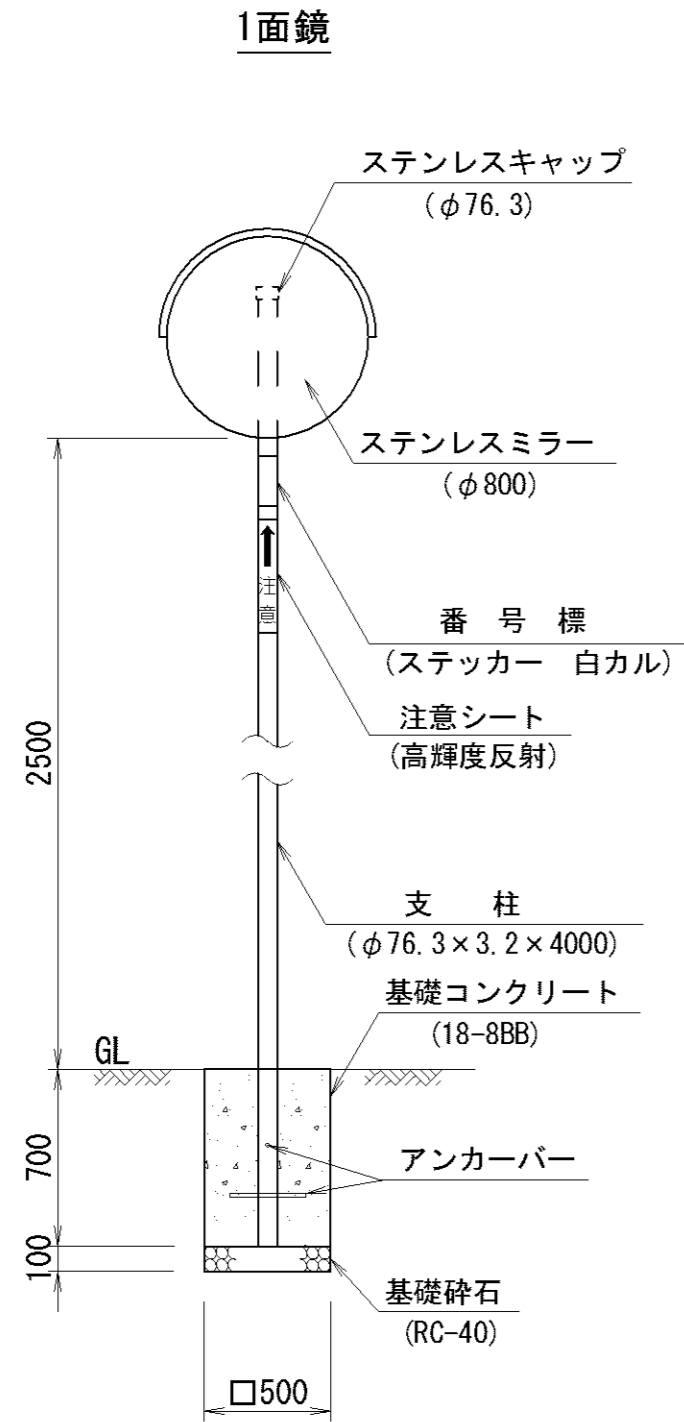 1面鏡
ステンレスキャップ
(φ76.3)
ステンレスミラー
(φ800)
注
意
番　号　標
(ステッカー　白カル)
注意シート
(高輝度反射)
2500
支　　柱
(φ76.3×3.2×4000)
基礎コンクリート
(18-8BB)
GL
700
アンカーバー
100
基礎砕石
(RC-40)
□500